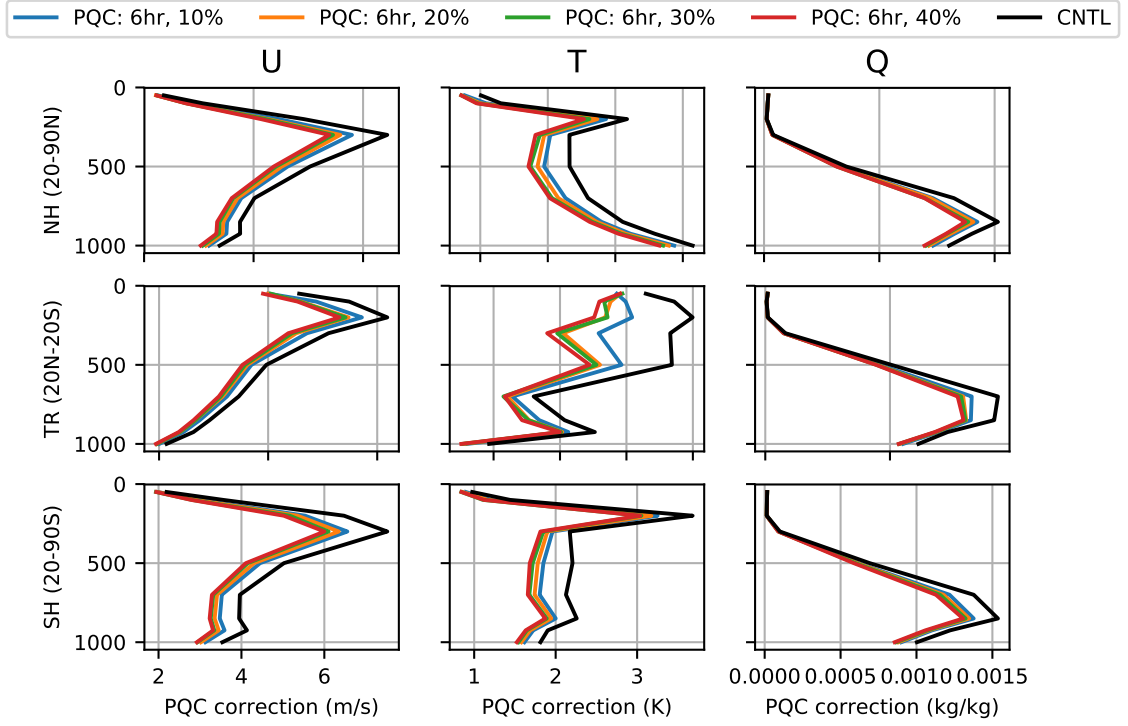 PQC: 6hr, 10% PQC: 6hr, 20% PQC: 6hr, 30% PQC: 6hr, 40% CNTL
U T Q
NH (20-90N)
0
500
1000
TR (20N-20S)
0
500
1000
SH (20-90S)
0
500
1000
2 4 6 1 2 3 0.0000 0.0005 0.0010 0.0015
PQC correction (m/s) PQC correction (K) PQC correction (kg/kg)